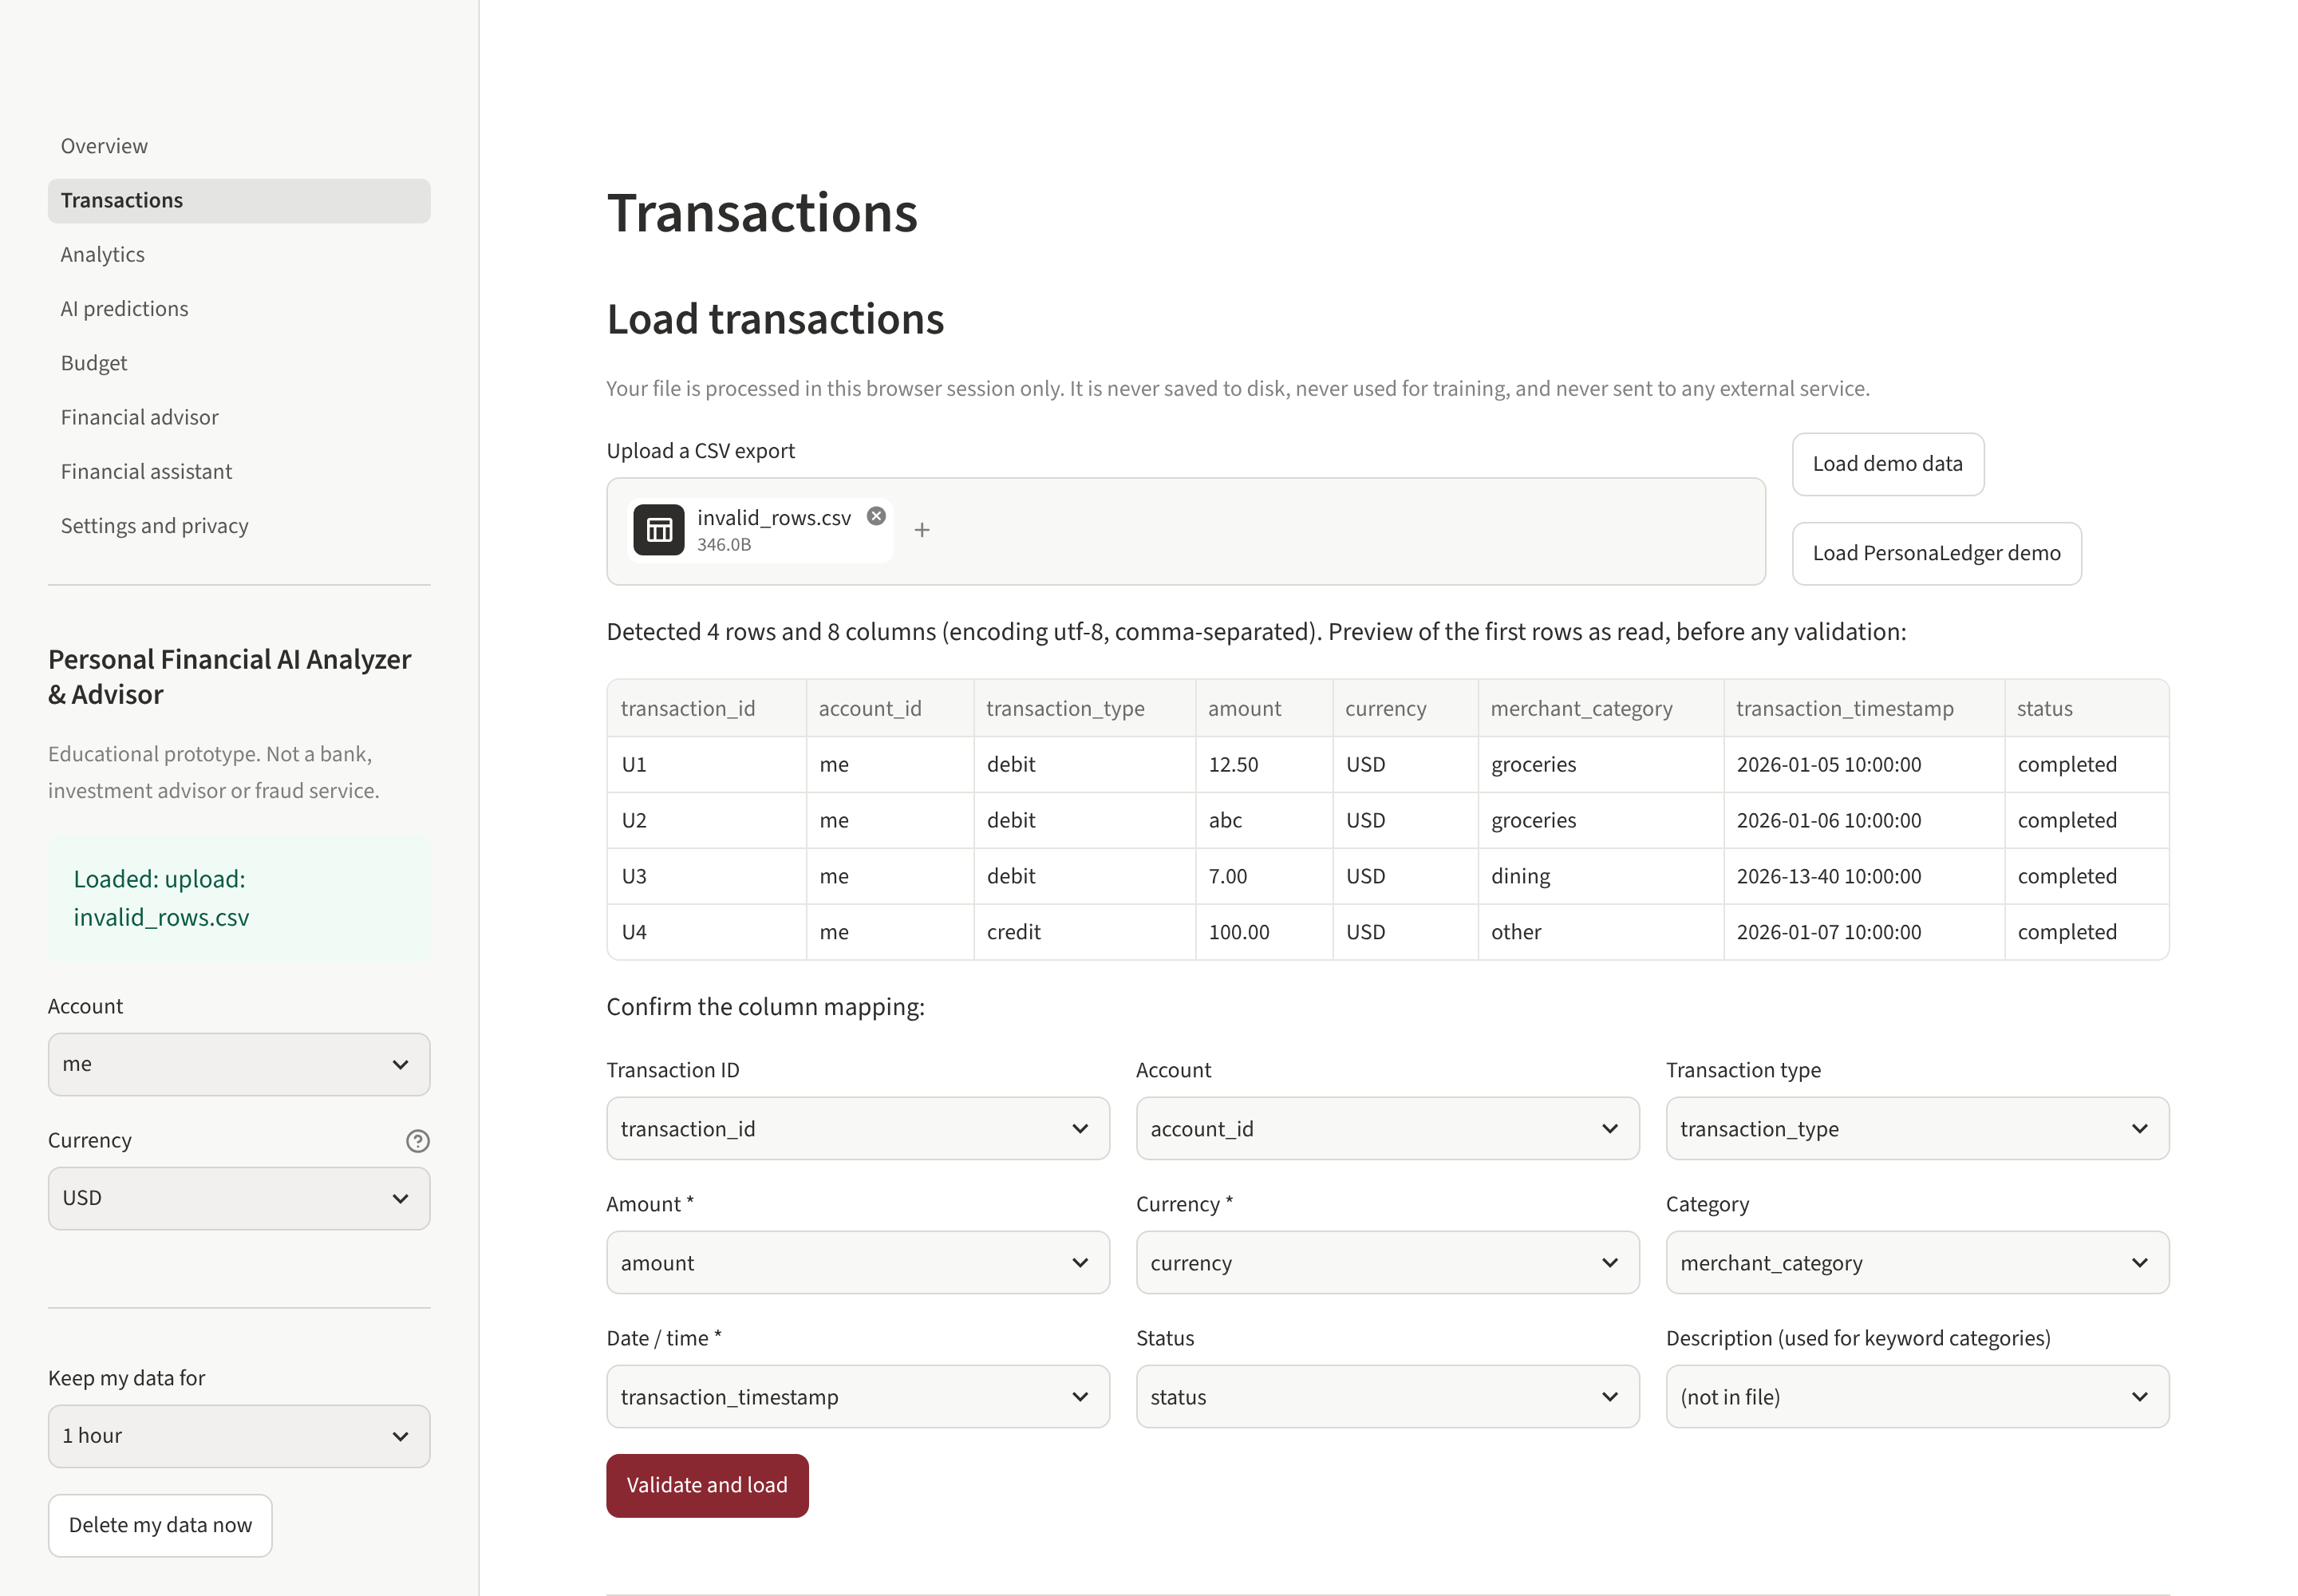 Overview
Transactions
Analytics
AI predictions
Budget
Financial advisor
Financial assistant
Settings and privacy
Personal Financial AI Analyzer
& Advisor
Educational prototype. Not a bank,
investment advisor or fraud service.
Loaded: upload:
invalid_rows.csv
Account
me
Currency
USD
Keep my data for
1 hour
Delete my data now
Transactions
Load transactions
Your file is processed in this browser session only. It is never saved to disk, never used for training, and never sent to any external service.
Upload a CSV export
invalid_rows.csv
346.0B
Load demo data
Load PersonaLedger demo
Detected 4 rows and 8 columns (encoding utf-8, comma-separated). Preview of the first rows as read, before any validation:
transaction_id account_id transaction_type amount currency merchant_category transaction_timestamp status
U1 me debit 12.50 USD groceries 2026-01-05 10:00:00 completed
U2 me debit abc USD groceries 2026-01-06 10:00:00 completed
U3 me debit 7.00 USD dining 2026-13-40 10:00:00 completed
U4 me credit 100.00 USD other 2026-01-07 10:00:00 completed
Confirm the column mapping:
Transaction ID Account Transaction type
transaction_id account_id transaction_type
Amount * Currency * Category
amount currency merchant_category
Date / time * Status Description (used for keyword categories)
transaction_timestamp status (not in file)
Validate and load